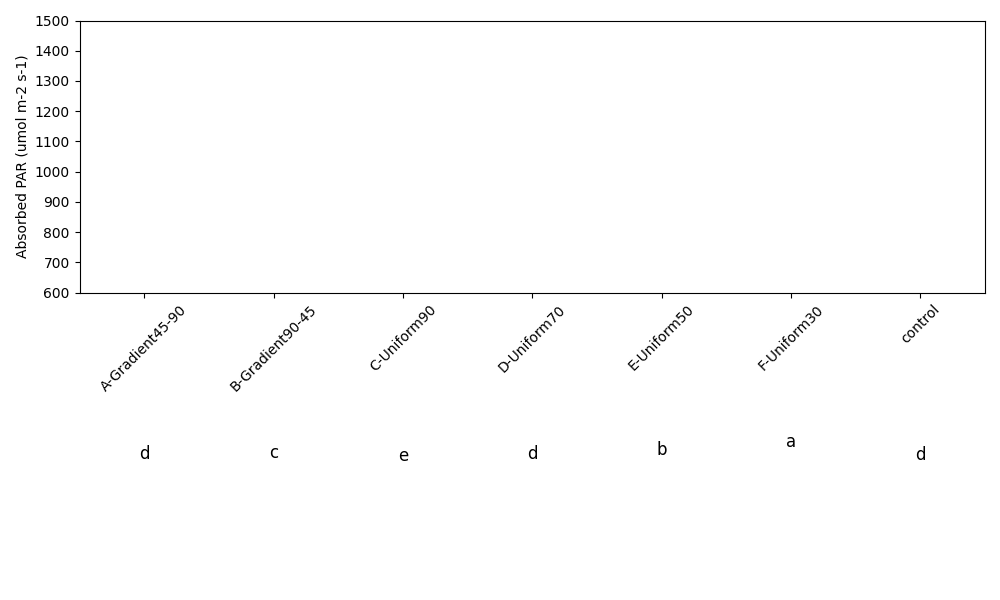 1500
1400
1300
1200
1100
1000
900
800
700
600
Absorbed PAR (umol m-2 s-1)
A-Gradient45-90
B-Gradient90-45
C-Uniform90
D-Uniform70
E-Uniform50
F-Uniform30
control
d
c
e
d
b
a
d